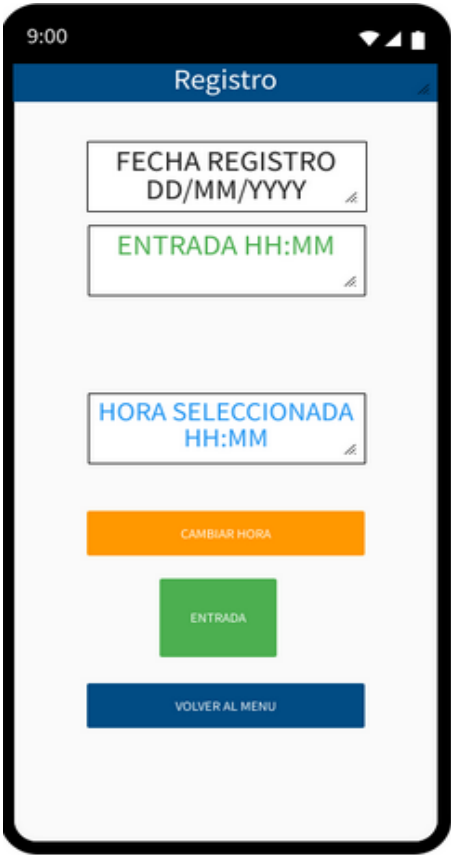 9:00
Registro
FECHA REGISTRO
DD/MM/YYYY
ENTRADA HH:MM
HORA SELECCIONADA
HH:MM
CAMBIAR HORA
ENTRADA
VOLVER AL MENU